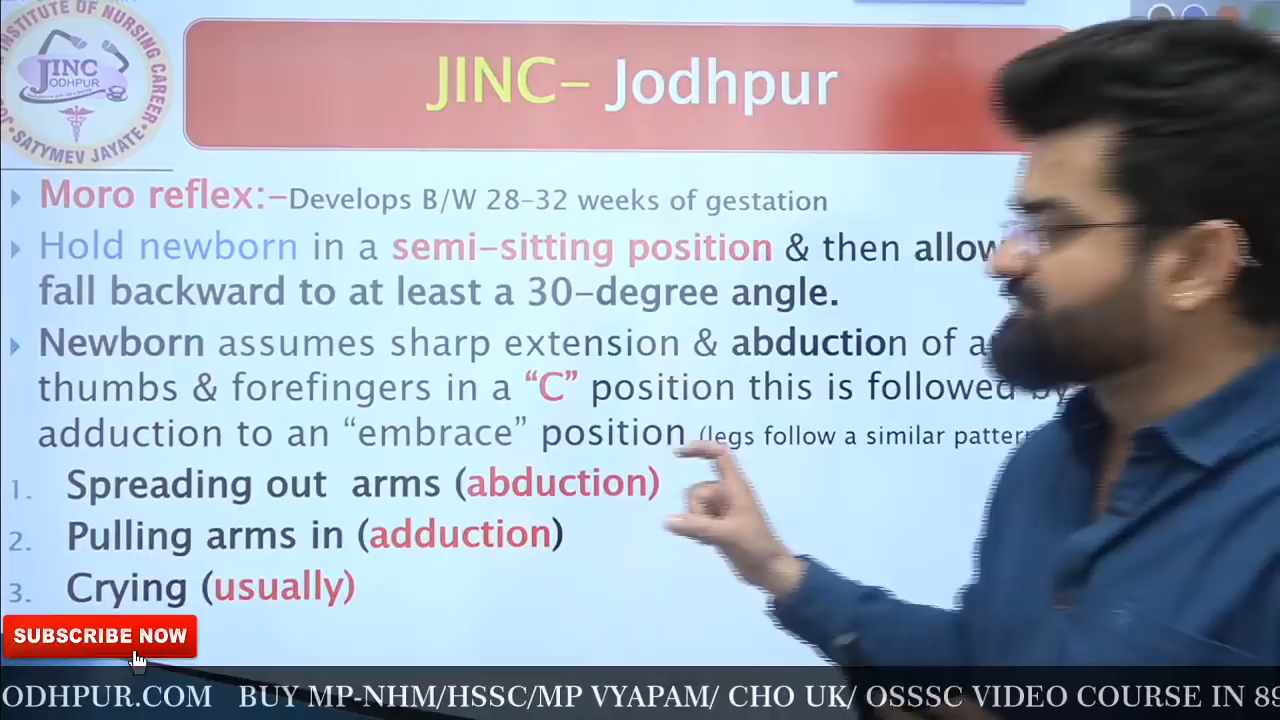 INSTITUTE OF NURSING CAREER
JINC
JODHPUR
SATYMEV JAYATE
JINC- Jodhpur
Moro reflex:-Develops B/W 28-32 weeks of gestation
Hold newborn in a semi-sitting position & then allow
fall backward to at least a 30-degree angle.
Newborn assumes sharp extension & abduction of
thumbs & forefingers in a “C” position this is followed by
adduction to an “embrace” position (legs follow a similar
1. Spreading out arms (abduction)
2. Pulling arms in (adduction)
3. Crying (usually)
SUBSCRIBE NOW
ODHPUR.COM BUY MP-NHM/HSSC/MP VYAPAM/ CHO UK/ OSSSC VIDEO COURSE IN